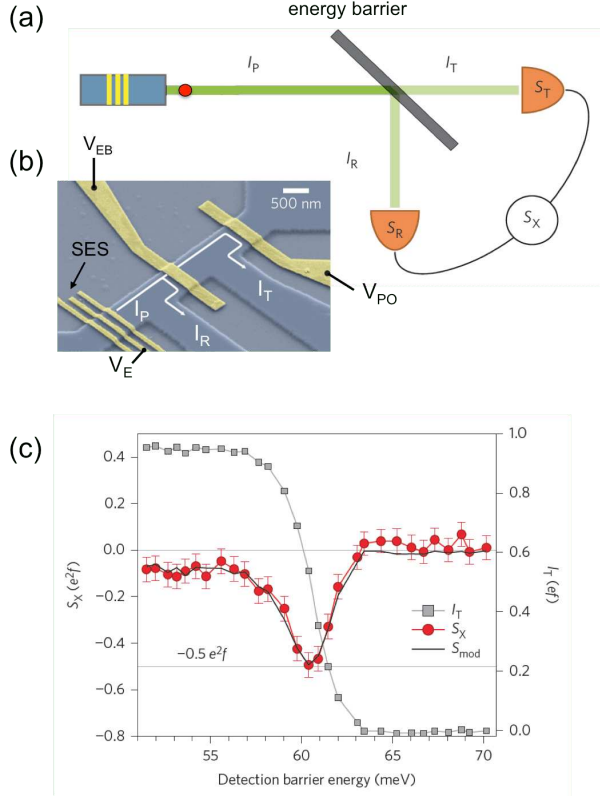 (a)
energy barrier
I_P
I_T
S_T
I_R
S_R
S_X
(b)
V_EB
500 nm
SES
I_P
I_R
I_T
V_PO
V_E
(c)
S_X (e²f)
0.4
0.2
0.0
−0.2
−0.4
−0.6
−0.8
−0.5 e²f
I_T
S_X
S_mod
1.0
0.8
0.6
0.4
0.2
0.0
I_T (ef)
55 60 65 70
Detection barrier energy (meV)